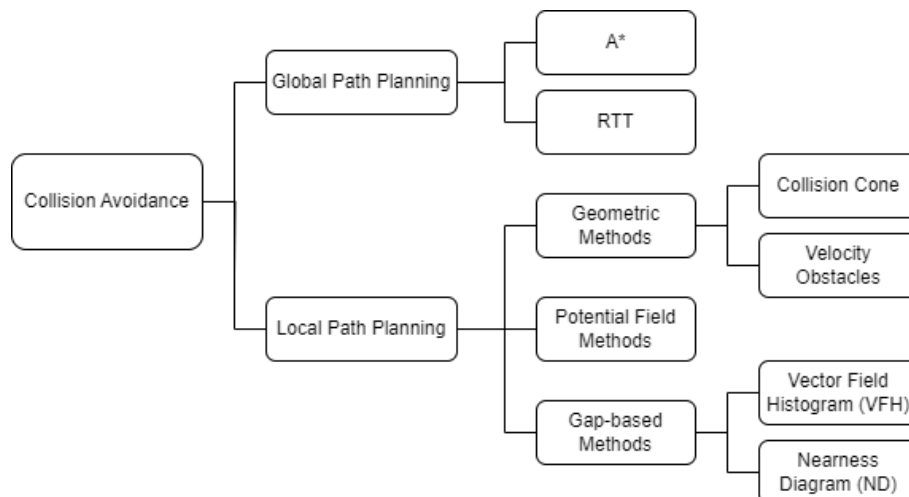 A*
Global Path Planning
RTT
Collision Avoidance
Collision Cone
Geometric
Methods
Velocity
Obstacles
Local Path Planning
Potential Field
Methods
Vector Field
Histogram (VFH)
Gap-based
Methods
Nearness
Diagram (ND)